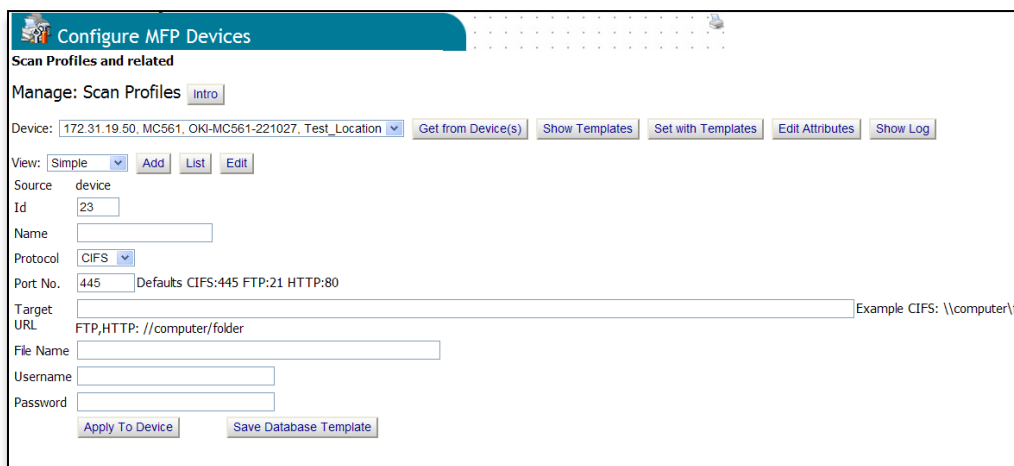 Configure MFP Devices
Scan Profiles and related
Manage: Scan Profiles Intro
Device: 172.31.19.50, MC561, OKI-MC561-221027, Test_Location Get from Device(s) Show Templates Set with Templates Edit Attributes Show Log
View: Simple Add List Edit
Source device
Id 23
Name
Protocol CIFS
Port No. 445 Defaults CIFS:445 FTP:21 HTTP:80
Target URL Example CIFS: \\computer\
FTP,HTTP: //computer/folder
File Name
Username
Password
Apply To Device Save Database Template